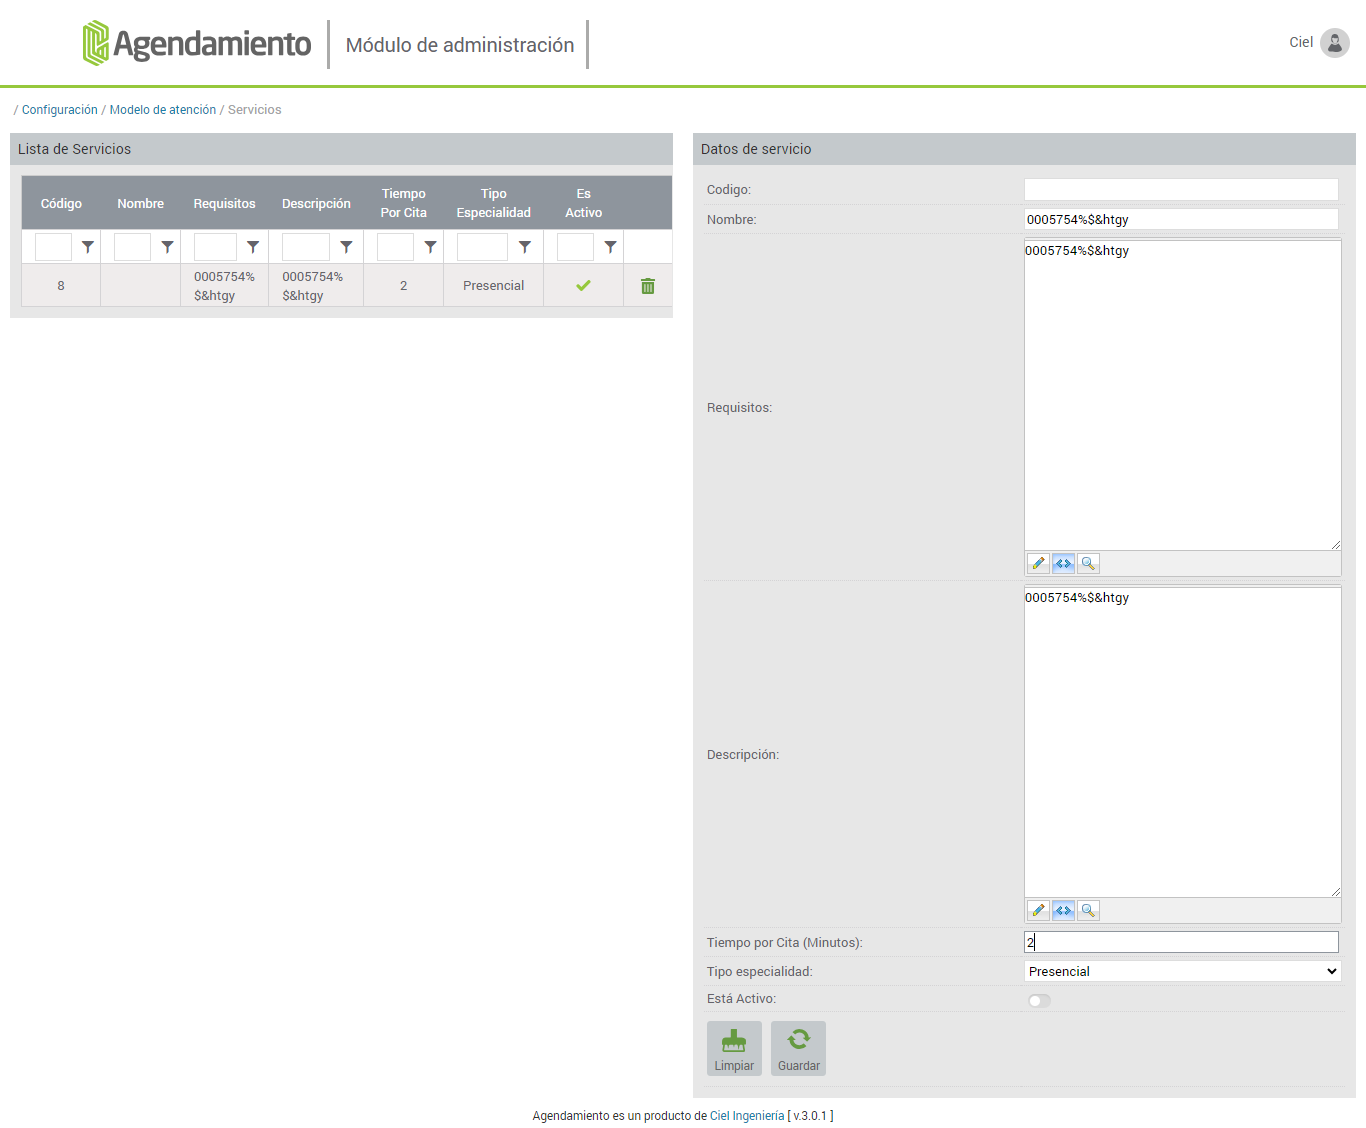 Agendamiento
Módulo de administración
Ciel
/ Configuración / Modelo de atención / Servicios
Lista de Servicios
Código
Nombre
Requisitos
Descripción
Tiempo
Por Cita
Tipo
Especialidad
Es
Activo
8
0005754%
$&htgy
0005754%
$&htgy
2
Presencial
Datos de servicio
Codigo:
Nombre:
0005754%$&htgy
Requisitos:
0005754%$&htgy
Descripción:
0005754%$&htgy
Tiempo por Cita (Minutos):
2
Tipo especialidad:
Presencial
Está Activo:
Limpiar
Guardar
Agendamiento es un producto de Ciel Ingeniería [ v.3.0.1 ]